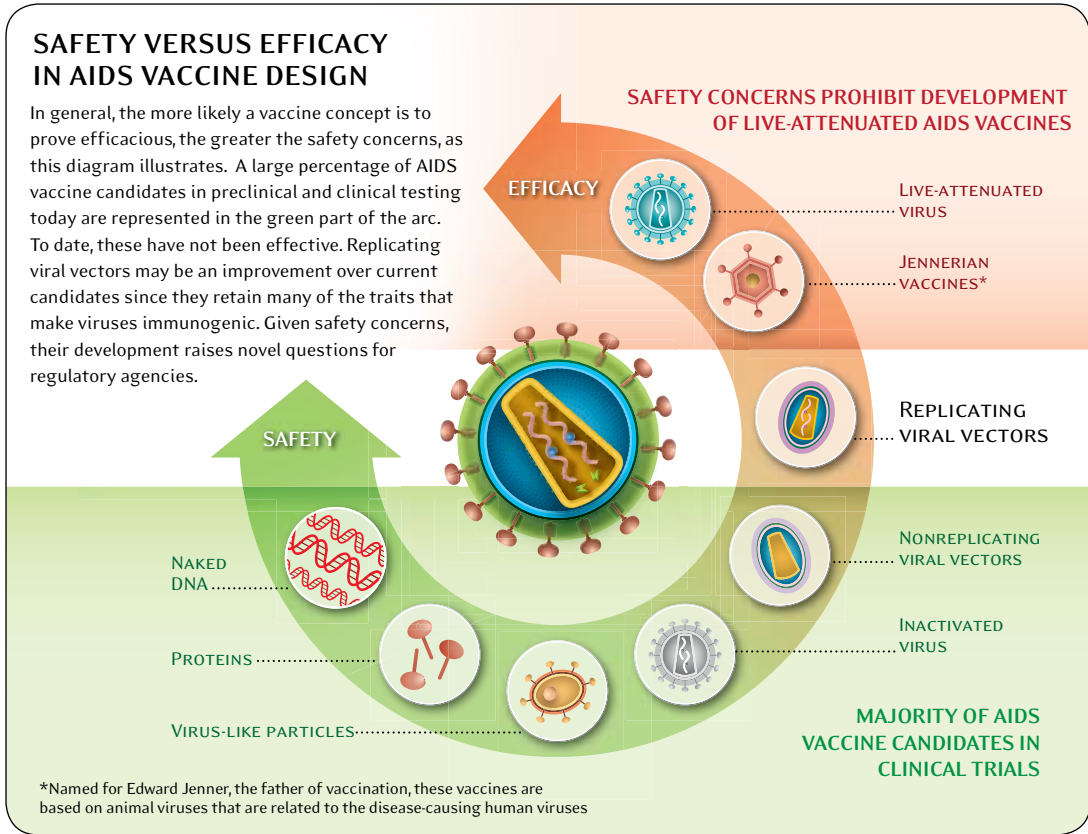 SAFETY VERSUS EFFICACY
IN AIDS VACCINE DESIGN
In general, the more likely a vaccine concept is to
prove efficacious, the greater the safety concerns, as
this diagram illustrates. A large percentage of AIDS
vaccine candidates in preclinical and clinical testing
today are represented in the green part of the arc.
To date, these have not been effective. Replicating
viral vectors may be an improvement over current
candidates since they retain many of the traits that
make viruses immunogenic. Given safety concerns,
their development raises novel questions for
regulatory agencies.
SAFETY CONCERNS PROHIBIT DEVELOPMENT
OF LIVE-ATTENUATED AIDS VACCINES
EFFICACY
LIVE-ATTENUATED
VIRUS
JENNERIAN
VACCINES*
REPLICATING
VIRAL VECTORS
SAFETY
NONREPLICATING
VIRAL VECTORS
INACTIVATED
VIRUS
NAKED
DNA
PROTEINS
VIRUS-LIKE PARTICLES
MAJORITY OF AIDS
VACCINE CANDIDATES IN
CLINICAL TRIALS
*Named for Edward Jenner, the father of vaccination, these vaccines are
based on animal viruses that are related to the disease-causing human viruses